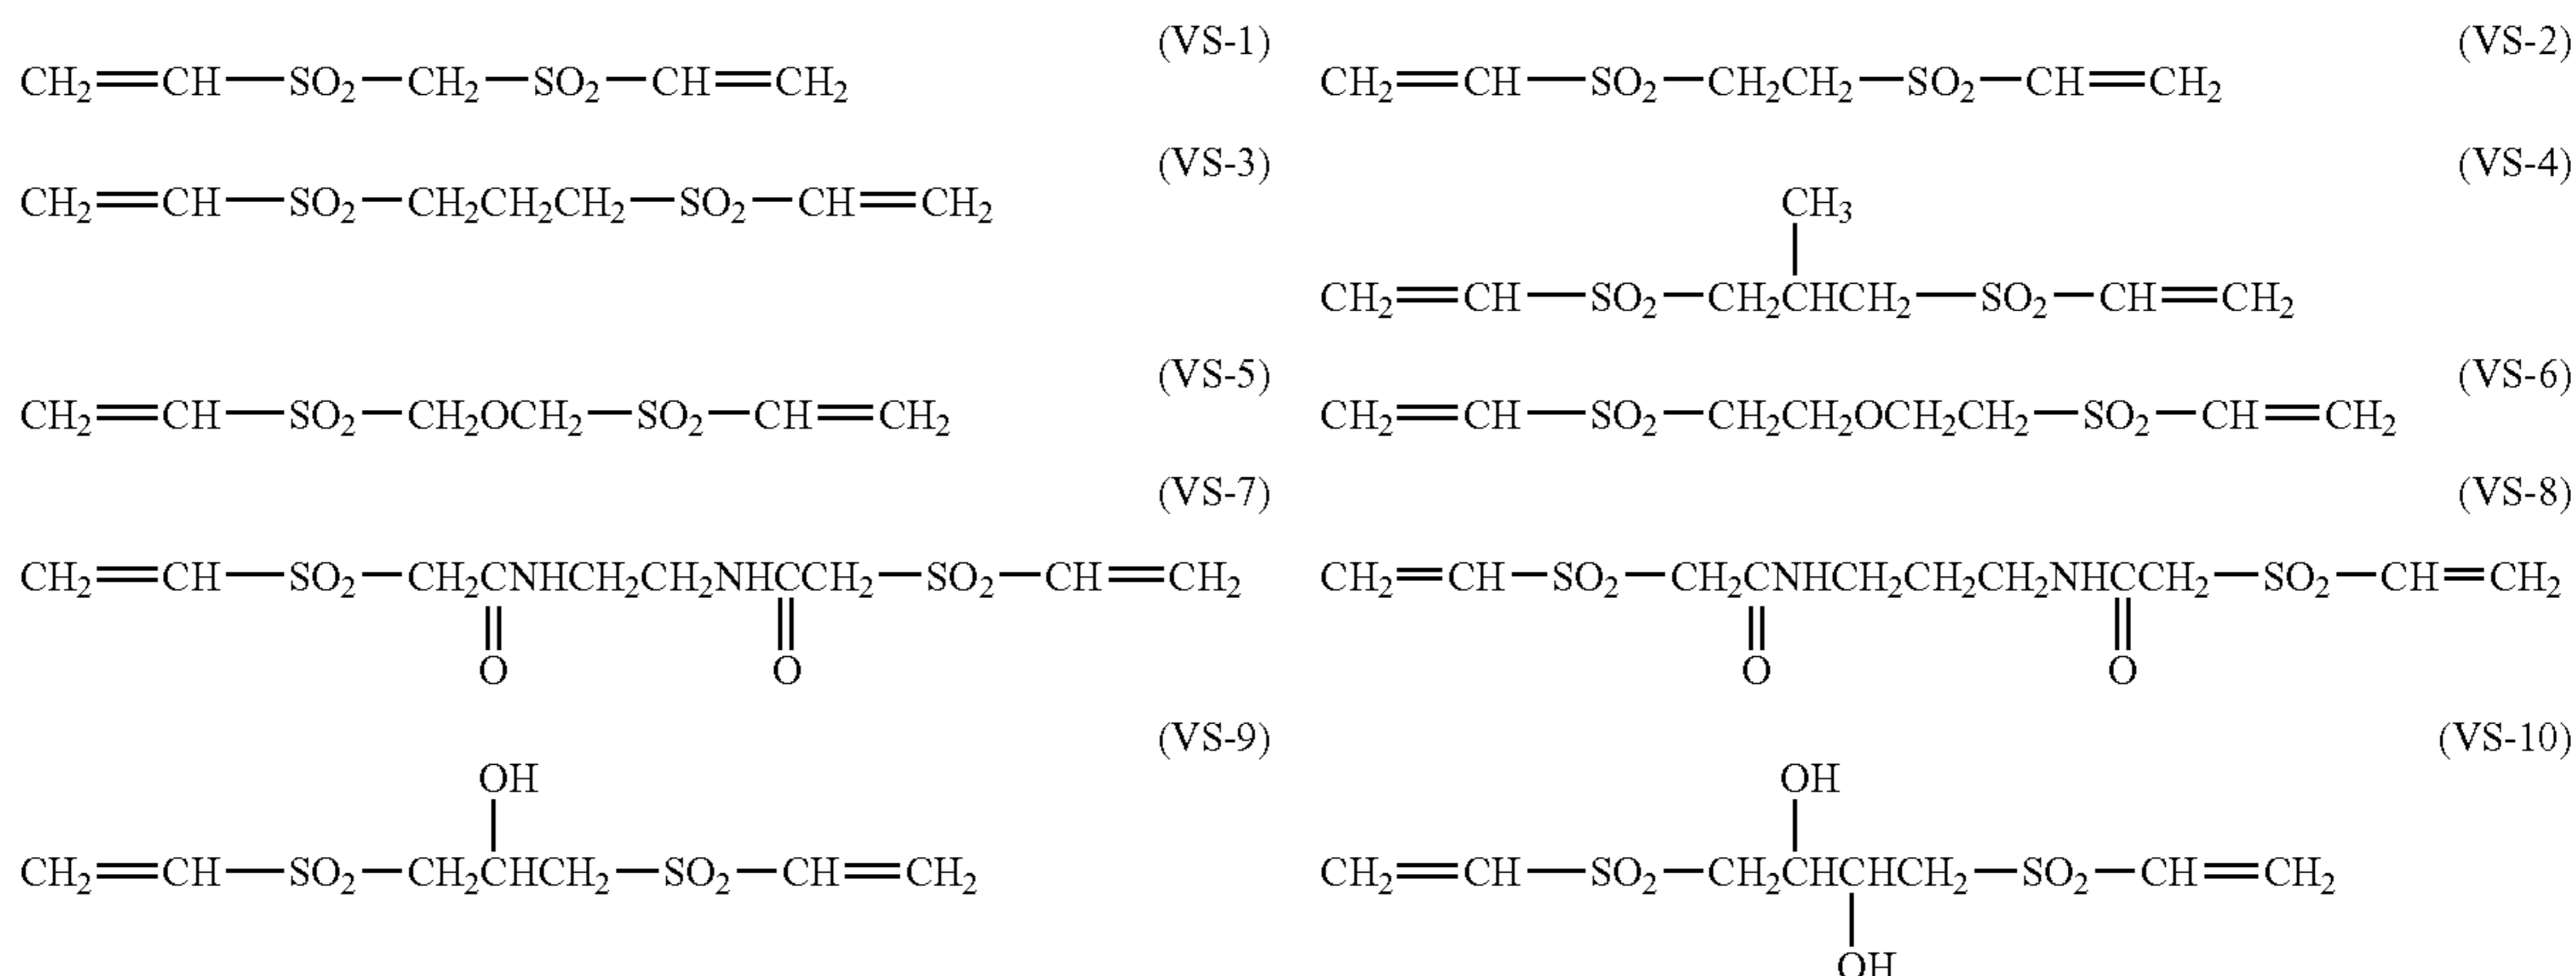 (VS-1)
CH₂=CH—SO₂—CH₂—SO₂—CH=CH₂
(VS-2)
CH₂=CH—SO₂—CH₂CH₂—SO₂—CH=CH₂
(VS-3)
CH₂=CH—SO₂—CH₂CH₂CH₂—SO₂—CH=CH₂
(VS-4)
CH₃
CH₂=CH—SO₂—CH₂CHCH₂—SO₂—CH=CH₂
(VS-5)
CH₂=CH—SO₂—CH₂OCH₂—SO₂—CH=CH₂
(VS-6)
CH₂=CH—SO₂—CH₂CH₂OCH₂CH₂—SO₂—CH=CH₂
(VS-7)
CH₂=CH—SO₂—CH₂CNHCH₂CH₂NHCCH₂—SO₂—CH=CH₂
O O
(VS-8)
CH₂=CH—SO₂—CH₂CNHCH₂CH₂CH₂NHCCH₂—SO₂—CH=CH₂
O O
(VS-9)
OH
CH₂=CH—SO₂—CH₂CHCH₂—SO₂—CH=CH₂
(VS-10)
OH
CH₂=CH—SO₂—CH₂CHCHCH₂—SO₂—CH=CH₂
OH